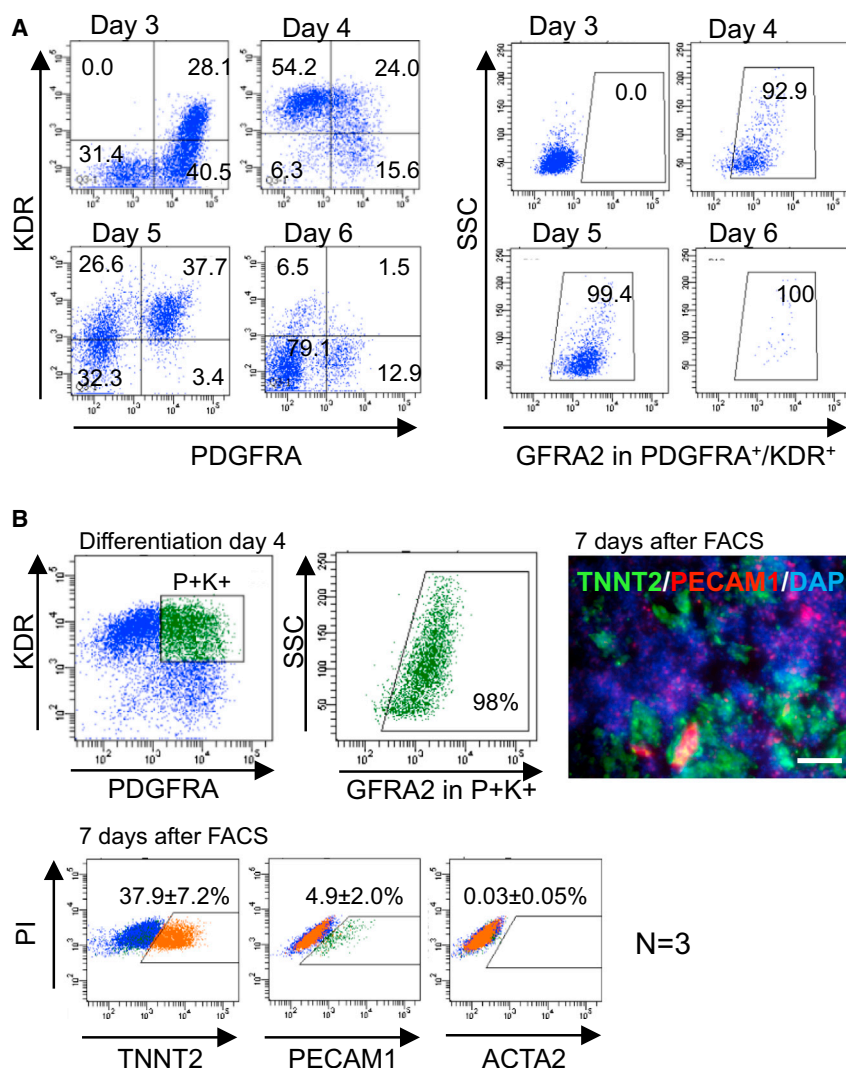 A
Day 3
Day 4
Day 3
Day 4
0.0
28.1
31.4
40.5
54.2
24.0
6.3
15.6
0.0
92.9
KDR
SSC
Day 5
Day 6
Day 5
Day 6
26.6
37.7
32.3
3.4
6.5
1.5
79.1
12.9
99.4
100
PDGFRA
GFRA2 in PDGFRA⁺/KDR⁺
B
Differentiation day 4
7 days after FACS
P+K+
KDR
SSC
98%
TNNT2/PECAM1/DAP
PDGFRA
GFRA2 in P+K+
7 days after FACS
37.9±7.2%
4.9±2.0%
0.03±0.05%
PI
N=3
TNNT2
PECAM1
ACTA2